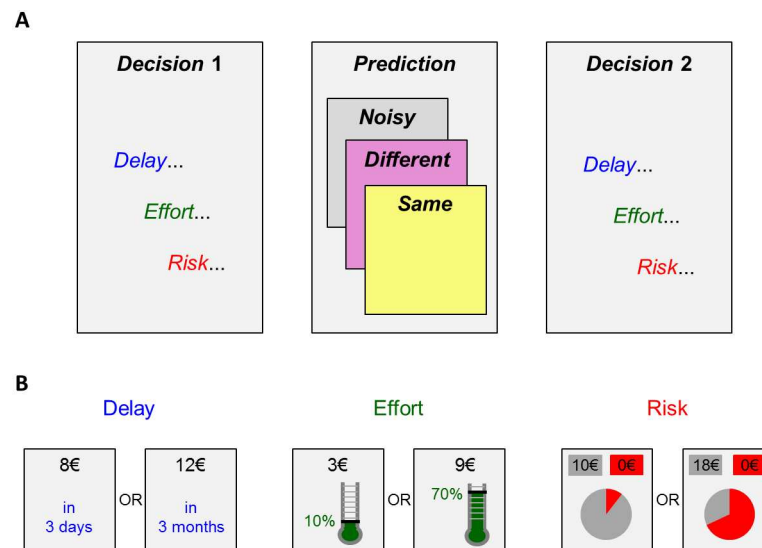 A
Decision 1
Prediction
Decision 2
Noisy
Different
Same
Delay...
Effort...
Risk...
Delay...
Effort...
Risk...
B
Delay
Effort
Risk
8€
in
3 days
OR
12€
in
3 months
3€
10%
OR
9€
70%
10€ 0€
OR
18€ 0€